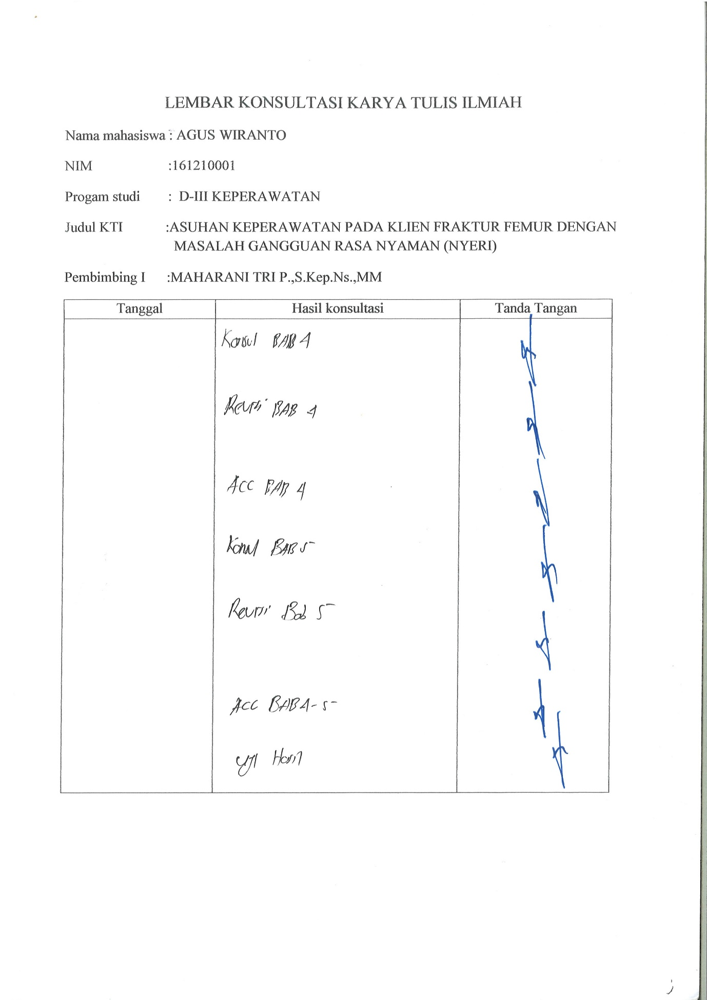 LEMBAR KONSULTASI KARYA TULIS ILMIAH
Nama mahasiswa : AGUS WIRANTO
NIM :161210001
Progam studi : D-III KEPERAWATAN
Judul KTI :ASUHAN KEPERAWATAN PADA KLIEN FRAKTUR FEMUR DENGAN
MASALAH GANGGUAN RASA NYAMAN (NYERI)
Pembimbing I :MAHARANI TRI P.,S.Kep.Ns.,MM
Tanggal Hasil konsultasi Tanda Tangan
Konsul BAB 4
Revisi BAB 4
ACC BAB 4
Konsul BAB 5
Revisi Bab 5
ACC BAB 4-5
Uji Hasil